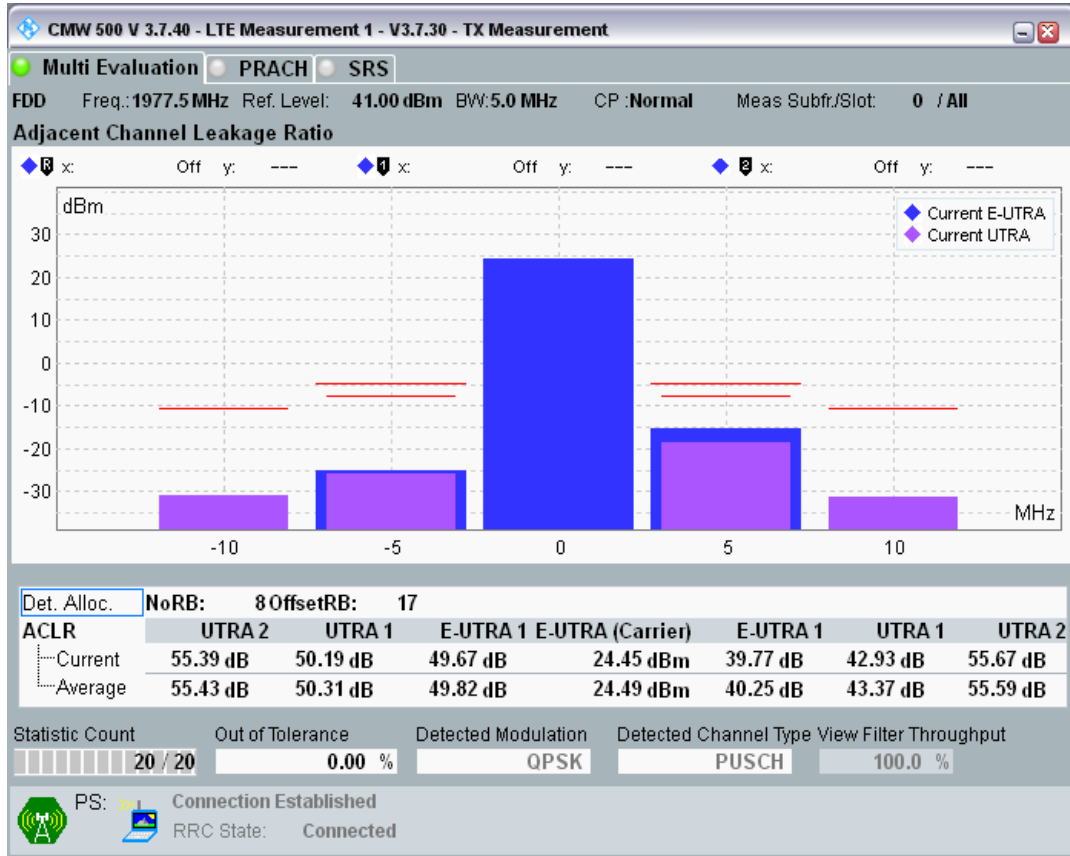 CMW 500 V 3.7.40 - LTE Measurement 1 - V3.7.30 - TX Measurement
Multi Evaluation PRACH SRS
FDD Freq.:1977.5 MHz Ref. Level: 41.00 dBm BW:5.0 MHz CP :Normal Meas Subfr./Slot: 0 / All
Adjacent Channel Leakage Ratio
R x: Off y: --- 1 x: Off y: --- 2 x: Off y: ---
dBm
Current E-UTRA
Current UTRA
30
20
10
0
-10
-20
-30
MHz
-10 -5 0 5 10
Det. Alloc. NoRB: 8 OffsetRB: 17
ACLR UTRA 2 UTRA 1 E-UTRA 1 E-UTRA (Carrier) E-UTRA 1 UTRA 1 UTRA 2
Current 55.39 dB 50.19 dB 49.67 dB 24.45 dBm 39.77 dB 42.93 dB 55.67 dB
Average 55.43 dB 50.31 dB 49.82 dB 24.49 dBm 40.25 dB 43.37 dB 55.59 dB
Statistic Count Out of Tolerance Detected Modulation Detected Channel Type View Filter Throughput
20 / 20 0.00 % QPSK PUSCH 100.0 %
PS: Connection Established
RRC State: Connected